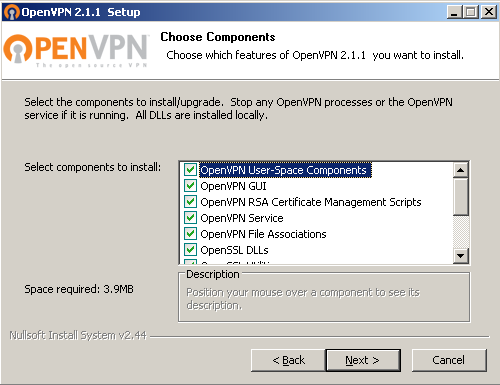 OpenVPN 2.1.1 Setup
OPENVPN
The open source VPN
Choose Components
Choose which features of OpenVPN 2.1.1 you want to install.
Select the components to install/upgrade. Stop any OpenVPN processes or the OpenVPN
service if it is running. All DLLs are installed locally.
Select components to install:
OpenVPN User-Space Components
OpenVPN GUI
OpenVPN RSA Certificate Management Scripts
OpenVPN Service
OpenVPN File Associations
OpenSSL DLLs
Space required: 3.9MB
Description
Position your mouse over a component to see its
description.
Nullsoft Install System v2.44
< Back
Next >
Cancel